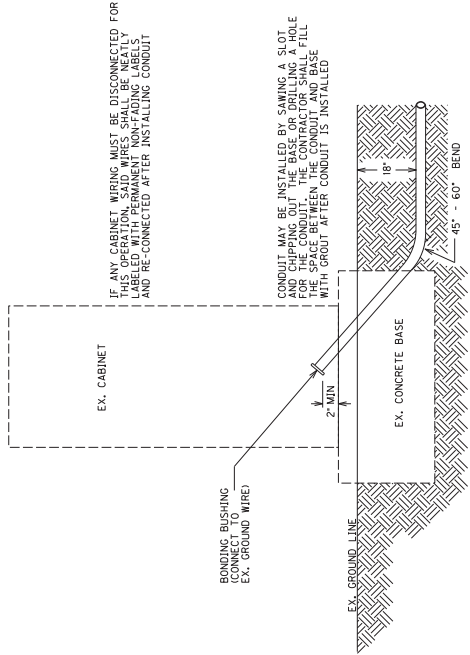 IF ANY CABINET WIRING MUST BE DISCONNECTED FOR
THIS OPERATION, SAID WIRES SHALL BE NEATLY
LABELED WITH PERMANENT NON-FADING LABELS
AND RE-CONNECTED AFTER INSTALLING CONDUIT
EX. CABINET
CONDUIT MAY BE INSTALLED BY SAWING A SLOT
AND CHIPPING OUT THE BASE OR DRILLING A HOLE
FOR THE CONDUIT. THE CONTRACTOR SHALL FILL
THE SPACE BETWEEN THE CONDUIT AND BASE
WITH GROUT AFTER CONDUIT IS INSTALLED
BONDING BUSHING
(CONNECT TO
EX. GROUND WIRE)
2" MIN
18"
EX. GROUND LINE
EX. CONCRETE BASE
45° - 60° BEND